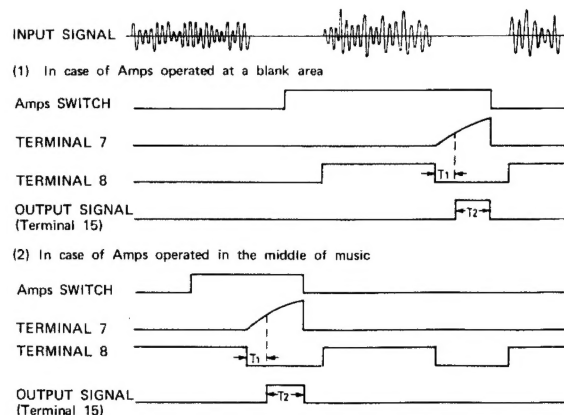 INPUT SIGNAL
(1) In case of Amps operated at a blank area
Amps SWITCH
TERMINAL 7
T1
TERMINAL 8
OUTPUT SIGNAL
T2
(Terminal 15)
(2) In case of Amps operated in the middle of music
Amps SWITCH
TERMINAL 7
TERMINAL 8
T1
OUTPUT SIGNAL
T2
(Terminal 15)